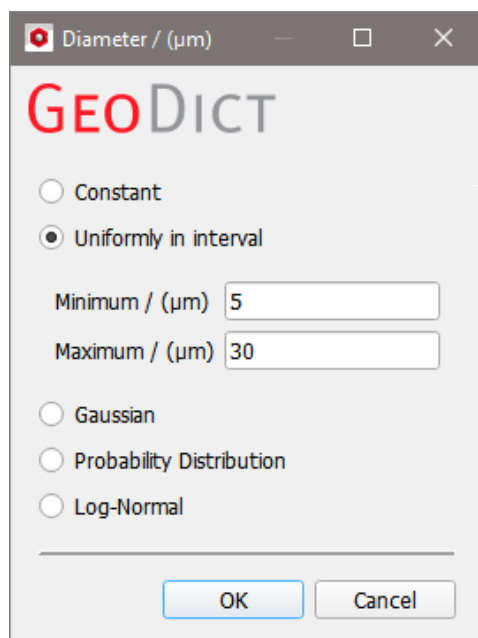 Diameter / (µm)
GEODICT
Constant
Uniformly in interval
Minimum / (µm) 5
Maximum / (µm) 30
Gaussian
Probability Distribution
Log-Normal
OK Cancel